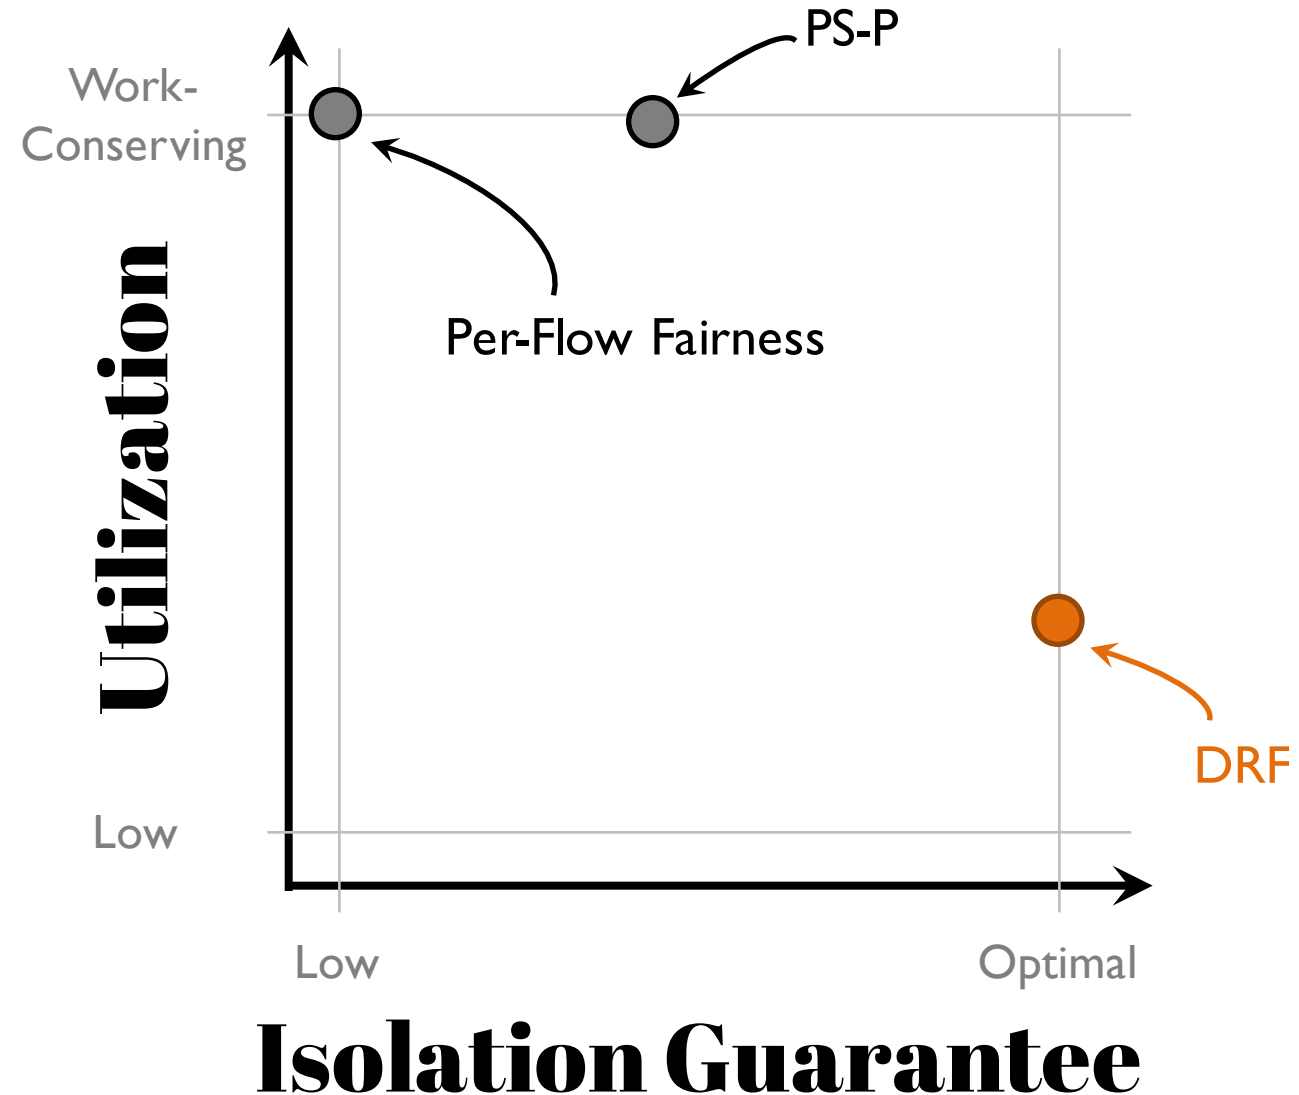 PS-P
Work-
Conserving
Per-Flow Fairness
Utilization
DRF
Low
Low
Optimal
Isolation Guarantee